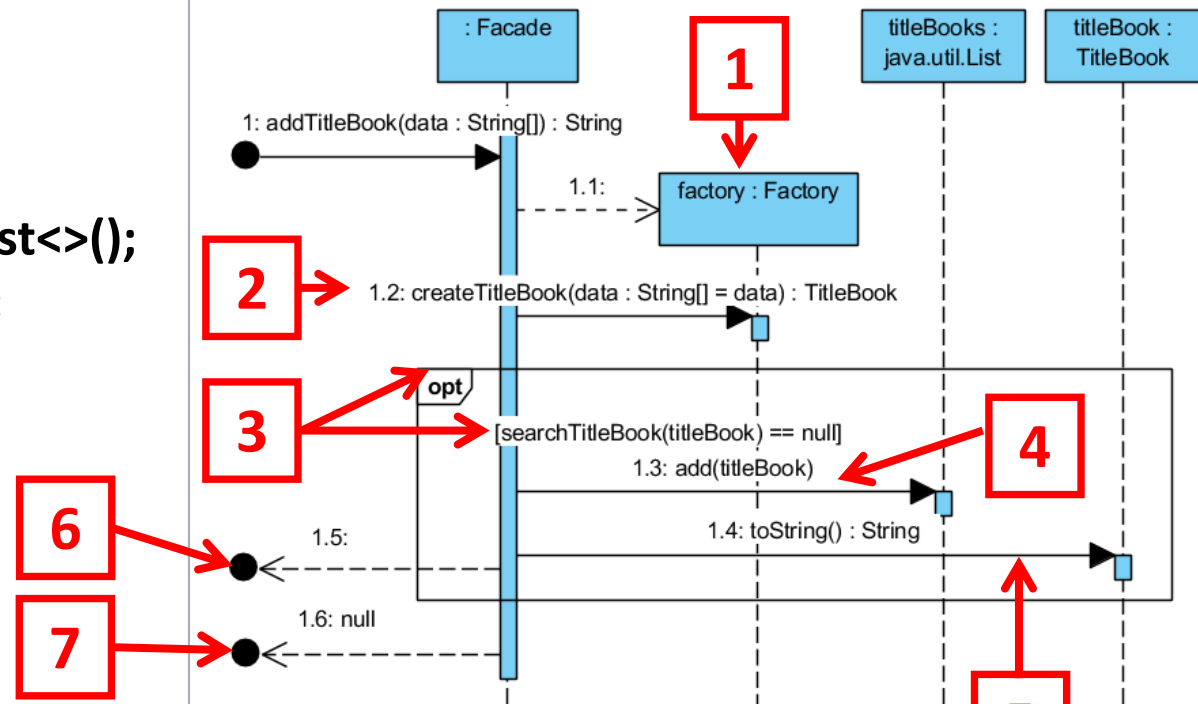 : Facade
titleBooks :
java.util.List
titleBook :
TitleBook
1
1: addTitleBook(data : String[]) : String
1.1:
factory : Factory
st<>();
2
1.2: createTitleBook(data : String[] = data) : TitleBook
opt
3
[searchTitleBook(titleBook) == null]
4
1.3: add(titleBook)
6
1.5:
1.4: toString() : String
7
1.6: null